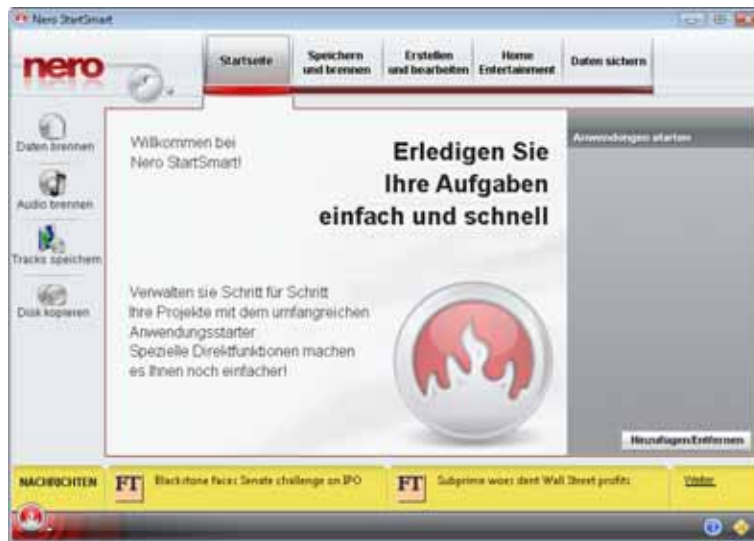 Nero StartSmart
nero
Startseite
Speichern
und brennen
Erstellen
und bearbeiten
Home
Entertainment
Daten sichern
Daten brennen
Audio brennen
Tracks speichern
Disk kopieren
Willkommen bei
Nero StartSmart!
Erledigen Sie
Ihre Aufgaben
einfach und schnell
Verwalten sie Schritt für Schritt
Ihre Projekte mit dem umfangreichen
Anwendungsstarter
Spezielle Direktfunktionen machen
es Ihnen noch einfacher!
Anwendungen starten
Hinzufügen/Entfernen
NACHRICHTEN
FT
Blackstone faces Senate challenge on IPO
FT
Subprime woes dent Wall Street profits
Weiter